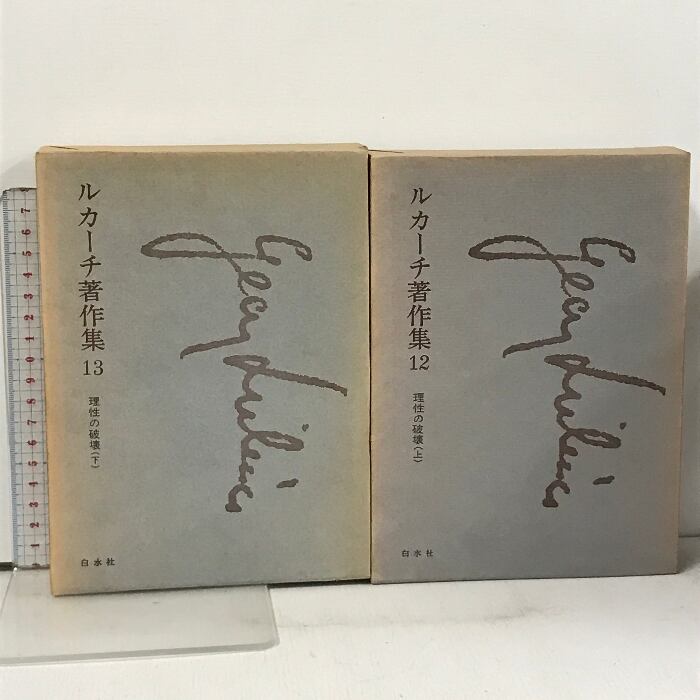 ルカーチ著作集 13
理性の破壊(下)
白水社
ルカーチ著作集 12
理性の破壊(上)
白水社